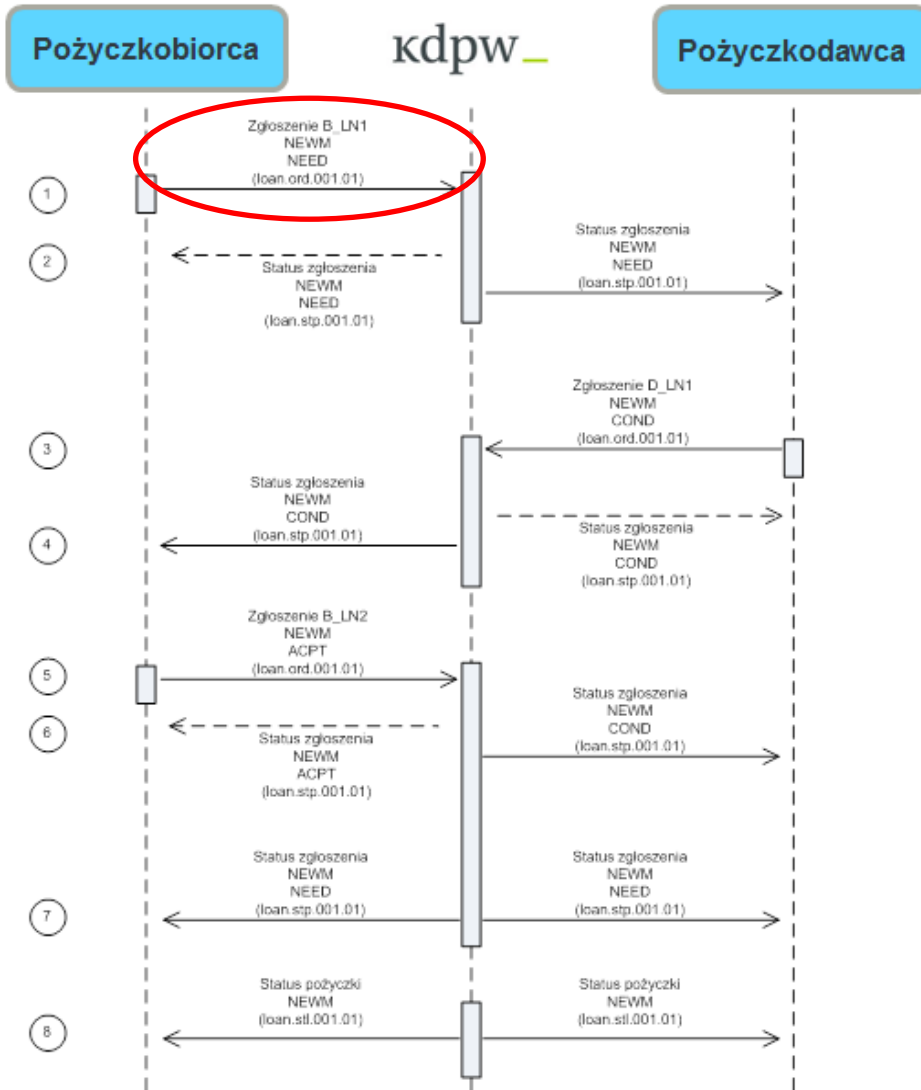 Pożyczkobiorca
кdpw_
Pożyczkodawca
Zgłoszenie B_LN1
NEWM
NEED
(loan.ord.001.01)
1
2
Status zgłoszenia
NEWM
NEED
(loan.stp.001.01)
Status zgłoszenia
NEWM
NEED
(loan.stp.001.01)
Zgłoszenie D_LN1
NEWM
COND
(loan.ord.001.01)
3
Status zgłoszenia
NEWM
COND
(loan.stp.001.01)
4
Status zgłoszenia
NEWM
COND
(loan.stp.001.01)
Zgłoszenie B_LN2
NEWM
ACPT
(loan.ord.001.01)
5
6
Status zgłoszenia
NEWM
ACPT
(loan.stp.001.01)
Status zgłoszenia
NEWM
COND
(loan.stp.001.01)
Status zgłoszenia
NEWM
NEED
(loan.stp.001.01)
Status zgłoszenia
NEWM
NEED
(loan.stp.001.01)
7
Status pożyczki
NEWM
(loan.stl.001.01)
Status pożyczki
NEWM
(loan.stl.001.01)
8